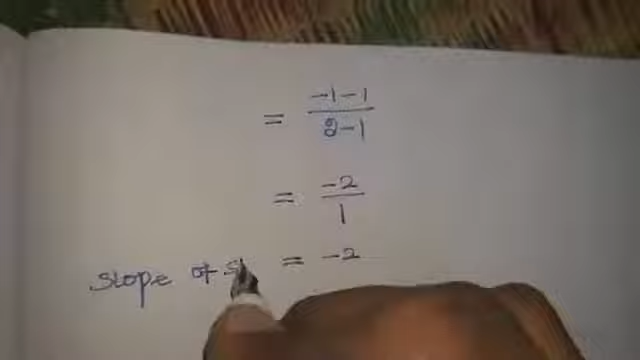 = -1-1 / 2-1
= -2 / 1
Slope of = -2